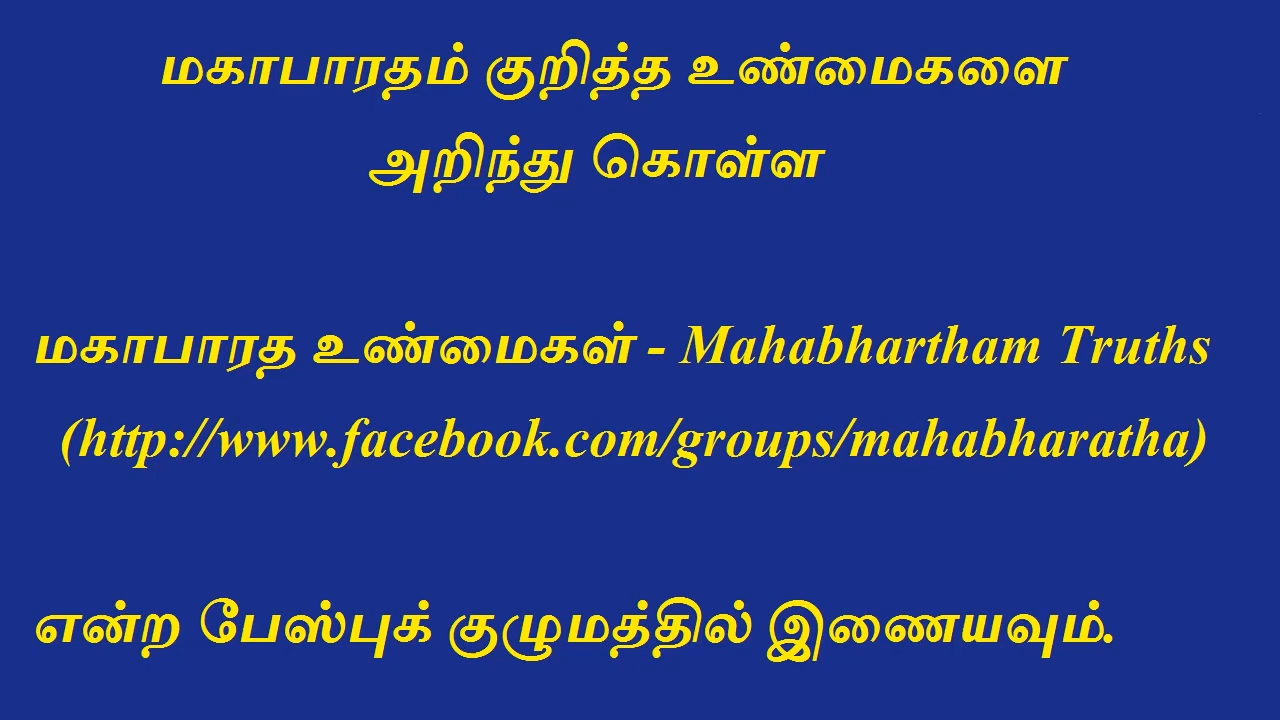 மகாபாரதம் குறித்த உண்மைகளை
அறிந்து கொள்ள
மகாபாரத உண்மைகள் - Mahabhartham Truths
(http://www.facebook.com/groups/mahabharatha)
என்ற பேஸ்புக் குழுமத்தில் இணையவும்.